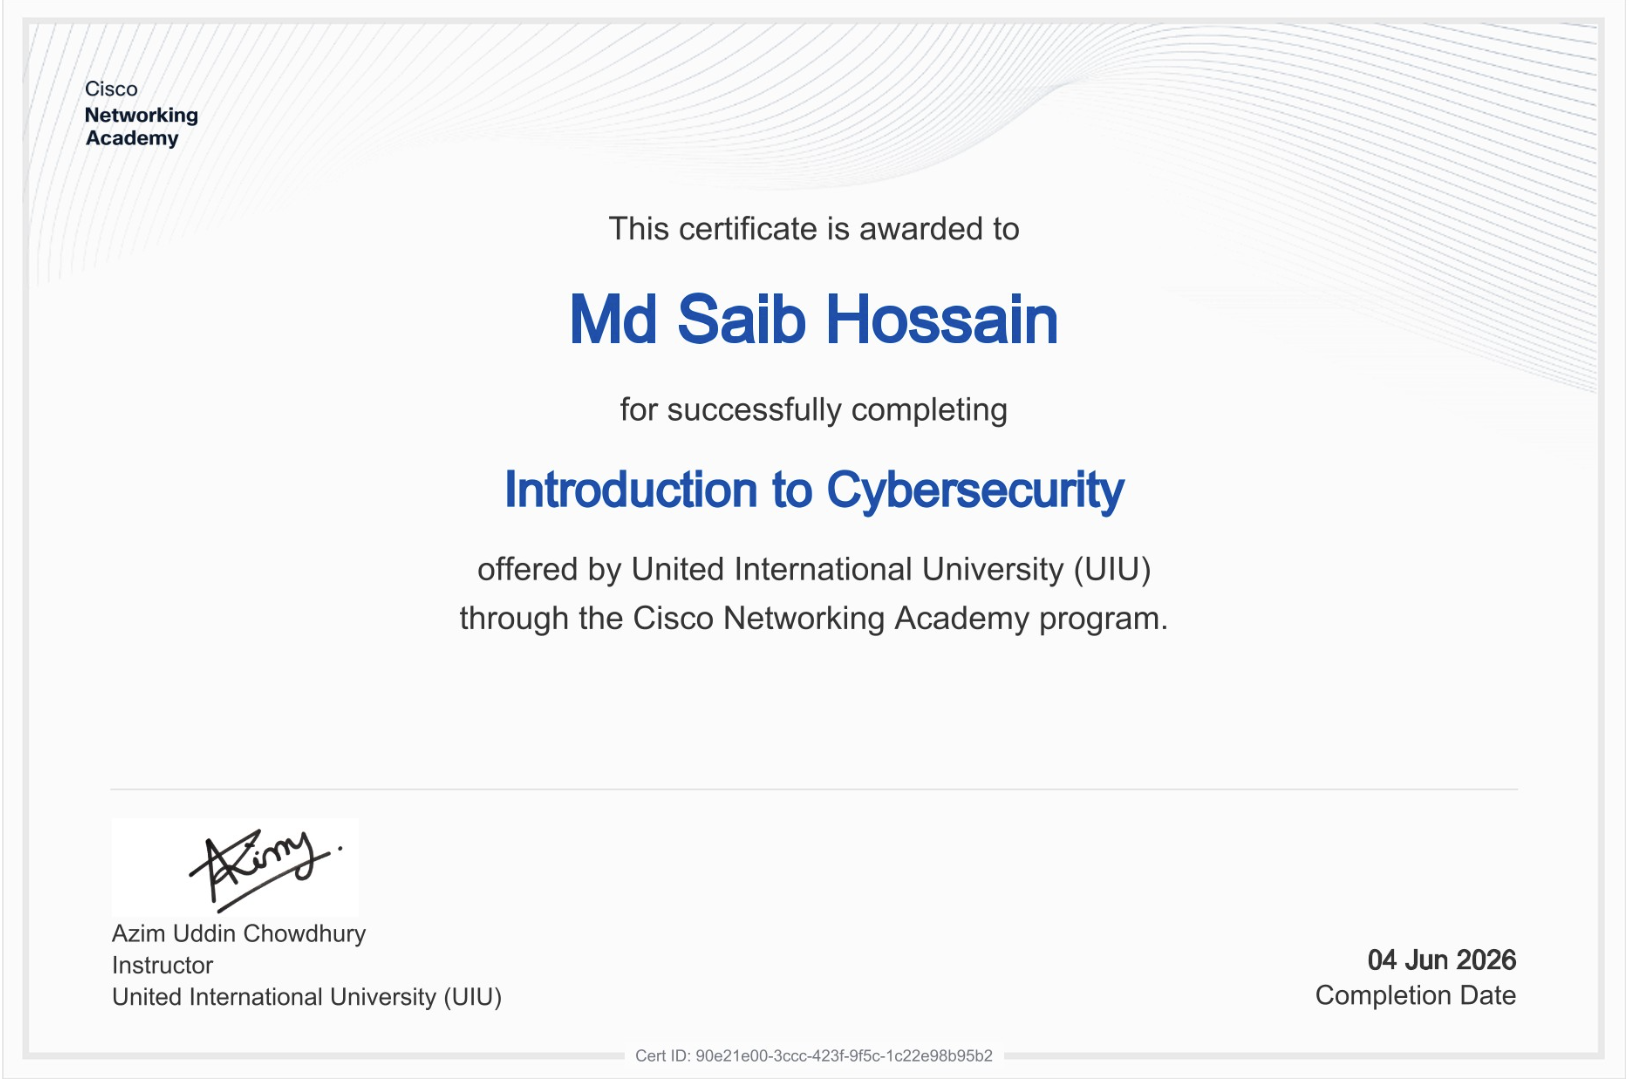 Cisco
Networking
Academy
This certificate is awarded to
Md Saib Hossain
for successfully completing
Introduction to Cybersecurity
offered by United International University (UIU)
through the Cisco Networking Academy program.
Azimy.
Azim Uddin Chowdhury
Instructor
United International University (UIU)
04 Jun 2026
Completion Date
Cert ID: 90e21e00-3ccc-423f-9f5c-1c22e98b95b2